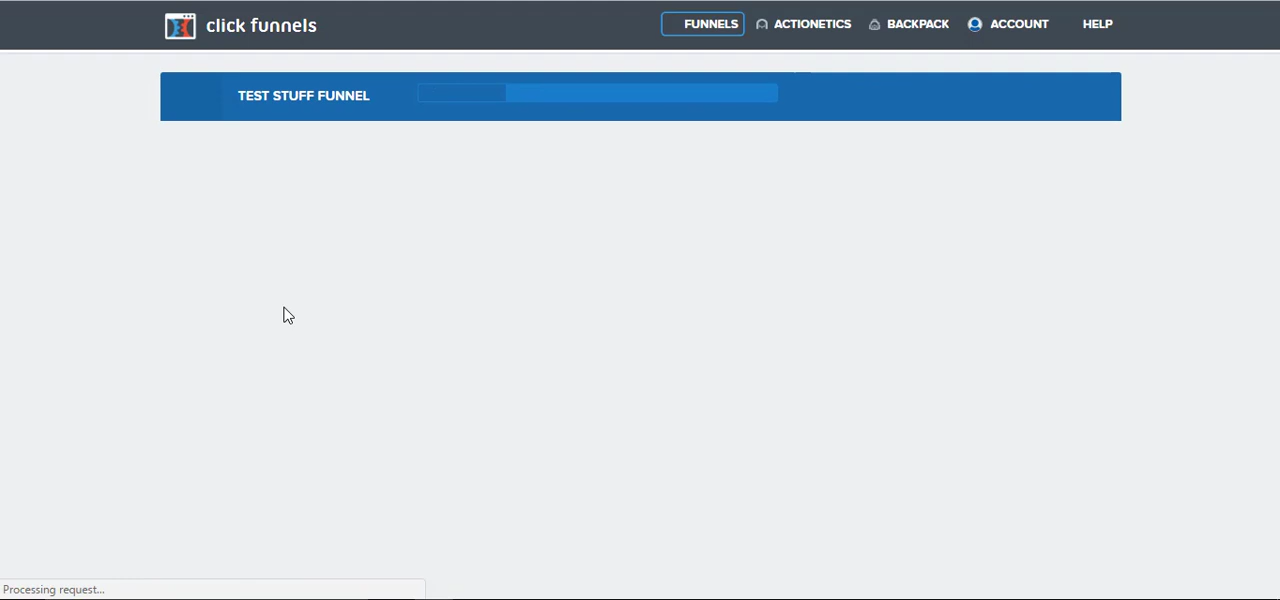 click funnels
FUNNELS ACTIONETICS BACKPACK ACCOUNT HELP
TEST STUFF FUNNEL
Processing request...